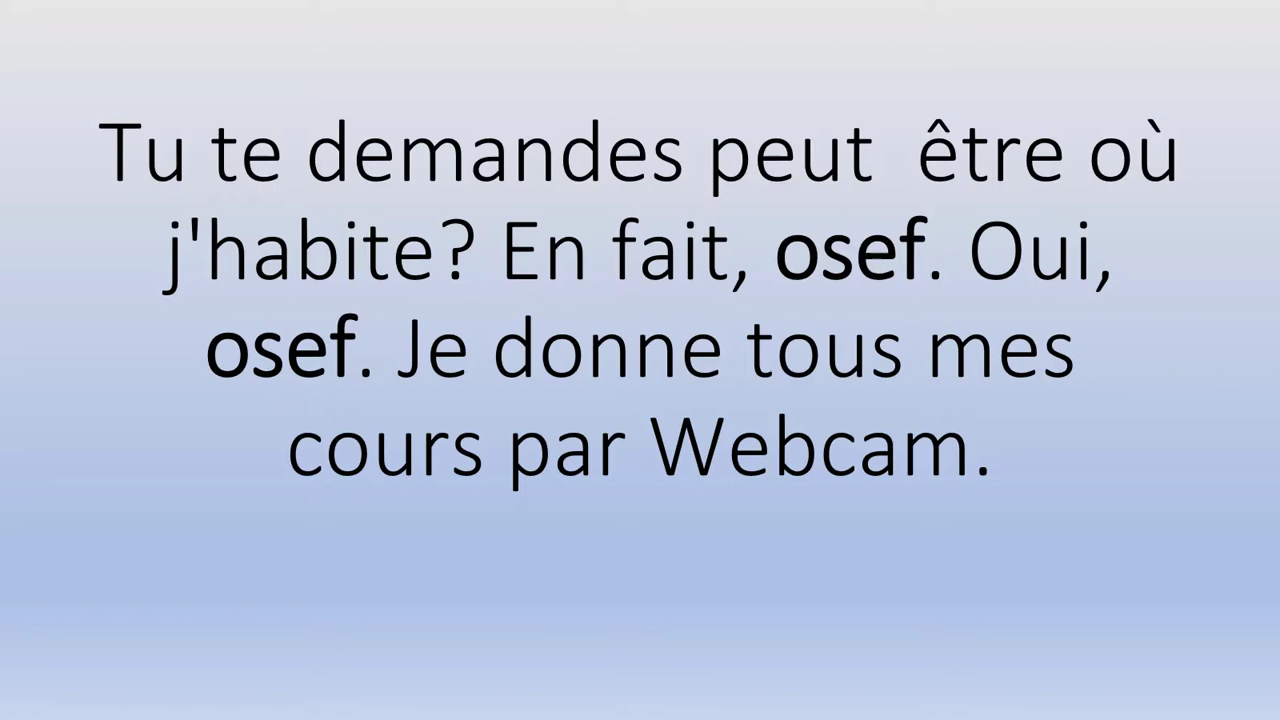 Tu te demandes peut  être où
j'habite? En fait, osef. Oui,
osef. Je donne tous mes
cours par Webcam.